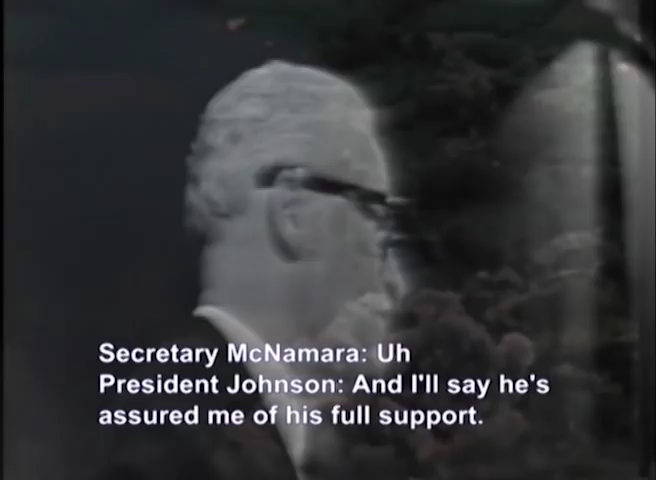 Secretary McNamara: Uh
President Johnson: And I'll say he's
assured me of his full support.